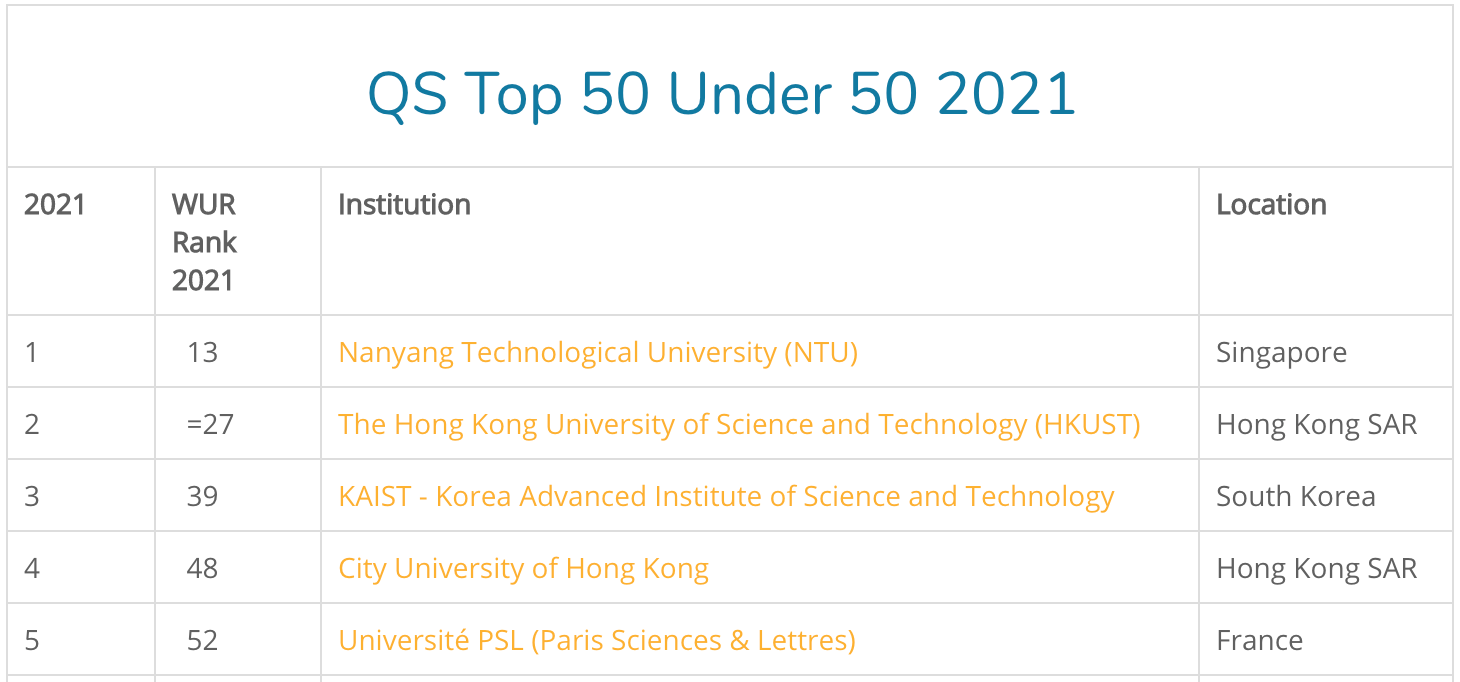 QS Top 50 Under 50 2021
2021 WUR Rank 2021 Institution Location
1 13 Nanyang Technological University (NTU) Singapore
2 =27 The Hong Kong University of Science and Technology (HKUST) Hong Kong SAR
3 39 KAIST - Korea Advanced Institute of Science and Technology South Korea
4 48 City University of Hong Kong Hong Kong SAR
5 52 Université PSL (Paris Sciences & Lettres) France